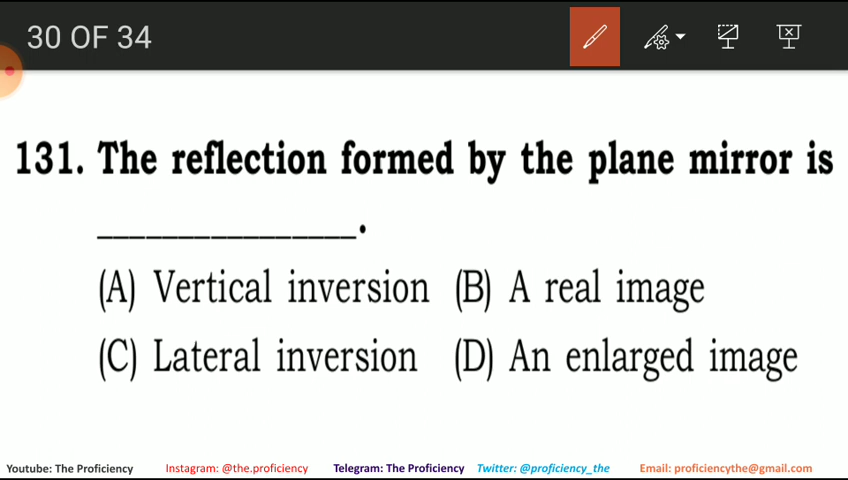 30 OF 34
131. The reflection formed by the plane mirror is
________________.
(A) Vertical inversion (B) A real image
(C) Lateral inversion (D) An enlarged image
Youtube: The Proficiency Instagram: @the.proficiency Telegram: The Proficiency Twitter: @proficiency_the Email: proficiencythe@gmail.com